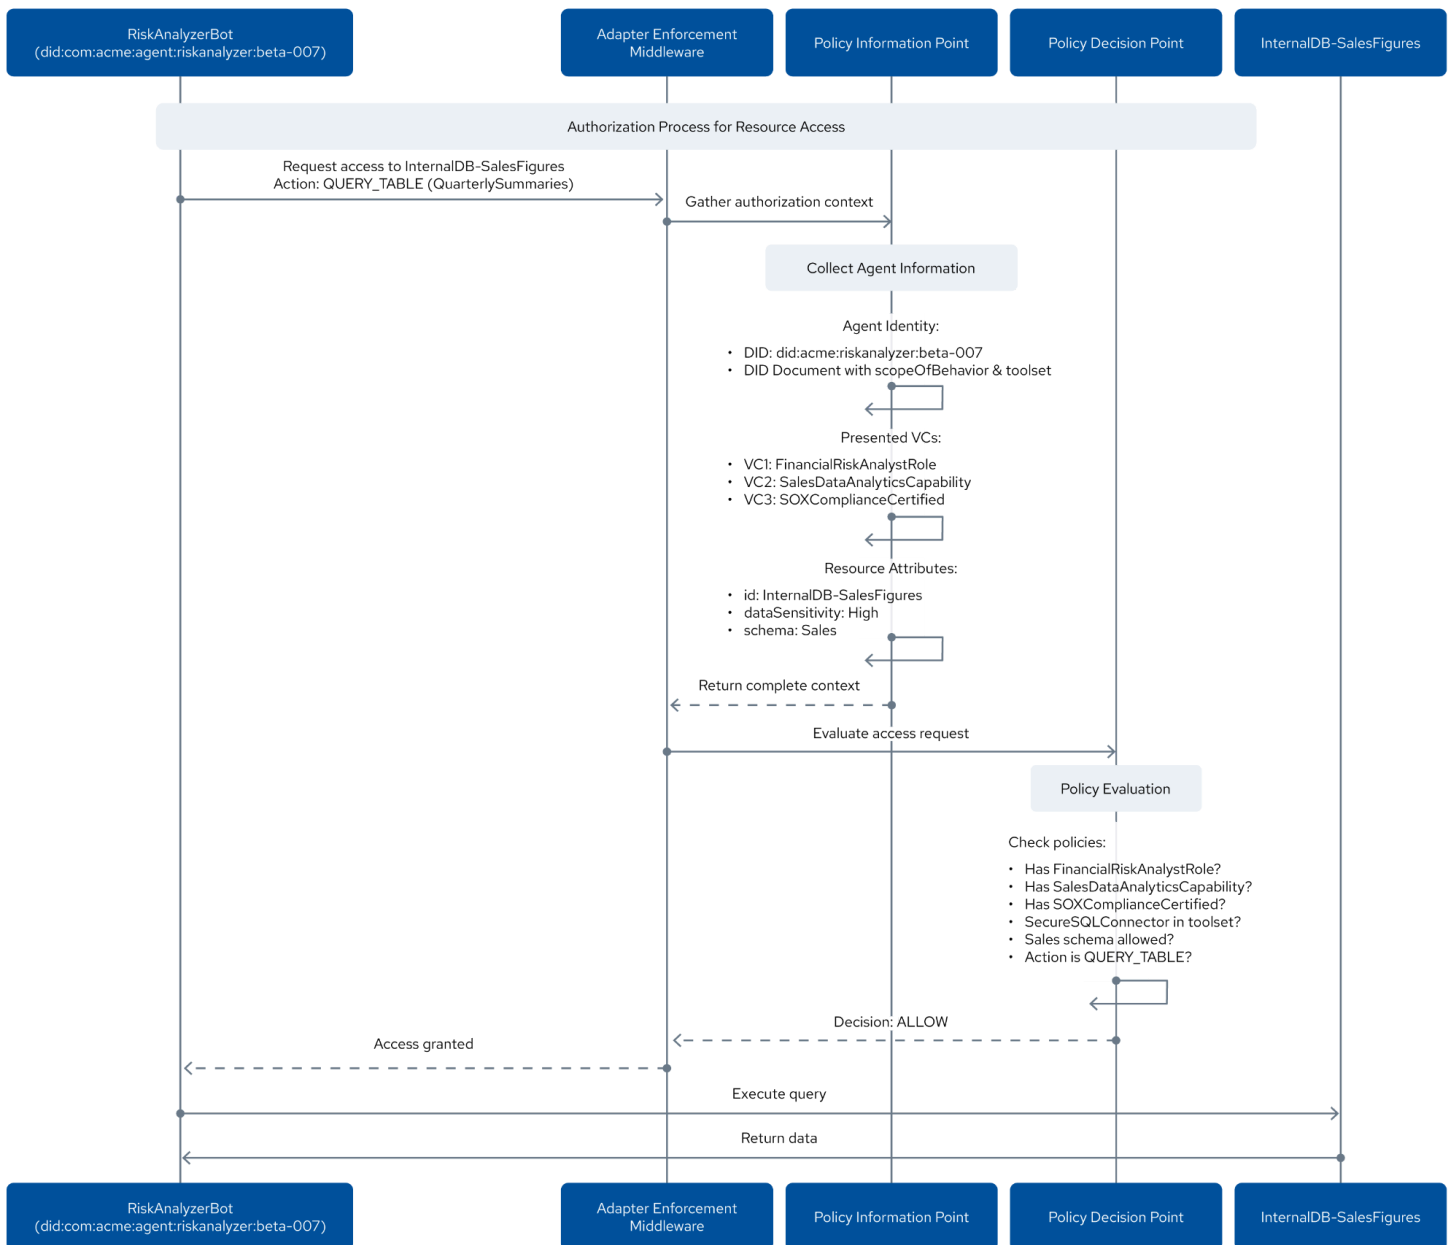 RiskAnalyzerBot
(did:com:acme:agent:riskanalyzer:beta-007)
Adapter Enforcement
Middleware
Policy Information Point
Policy Decision Point
InternalDB-SalesFigures
Authorization Process for Resource Access
Request access to InternalDB-SalesFigures
Action: QUERY_TABLE (QuarterlySummaries)
Gather authorization context
Collect Agent Information
Agent Identity:
• DID: did:acme:riskanalyzer:beta-007
• DID Document with scopeOfBehavior & toolset
Presented VCs:
• VC1: FinancialRiskAnalystRole
• VC2: SalesDataAnalyticsCapability
• VC3: SOXComplianceCertified
Resource Attributes:
• id: InternalDB-SalesFigures
• dataSensitivity: High
• schema: Sales
Return complete context
Evaluate access request
Policy Evaluation
Check policies:
• Has FinancialRiskAnalystRole?
• Has SalesDataAnalyticsCapability?
• Has SOXComplianceCertified?
• SecureSQLConnector in toolset?
• Sales schema allowed?
• Action is QUERY_TABLE?
Decision: ALLOW
Access granted
Execute query
Return data
RiskAnalyzerBot
(did:com:acme:agent:riskanalyzer:beta-007)
Adapter Enforcement
Middleware
Policy Information Point
Policy Decision Point
InternalDB-SalesFigures